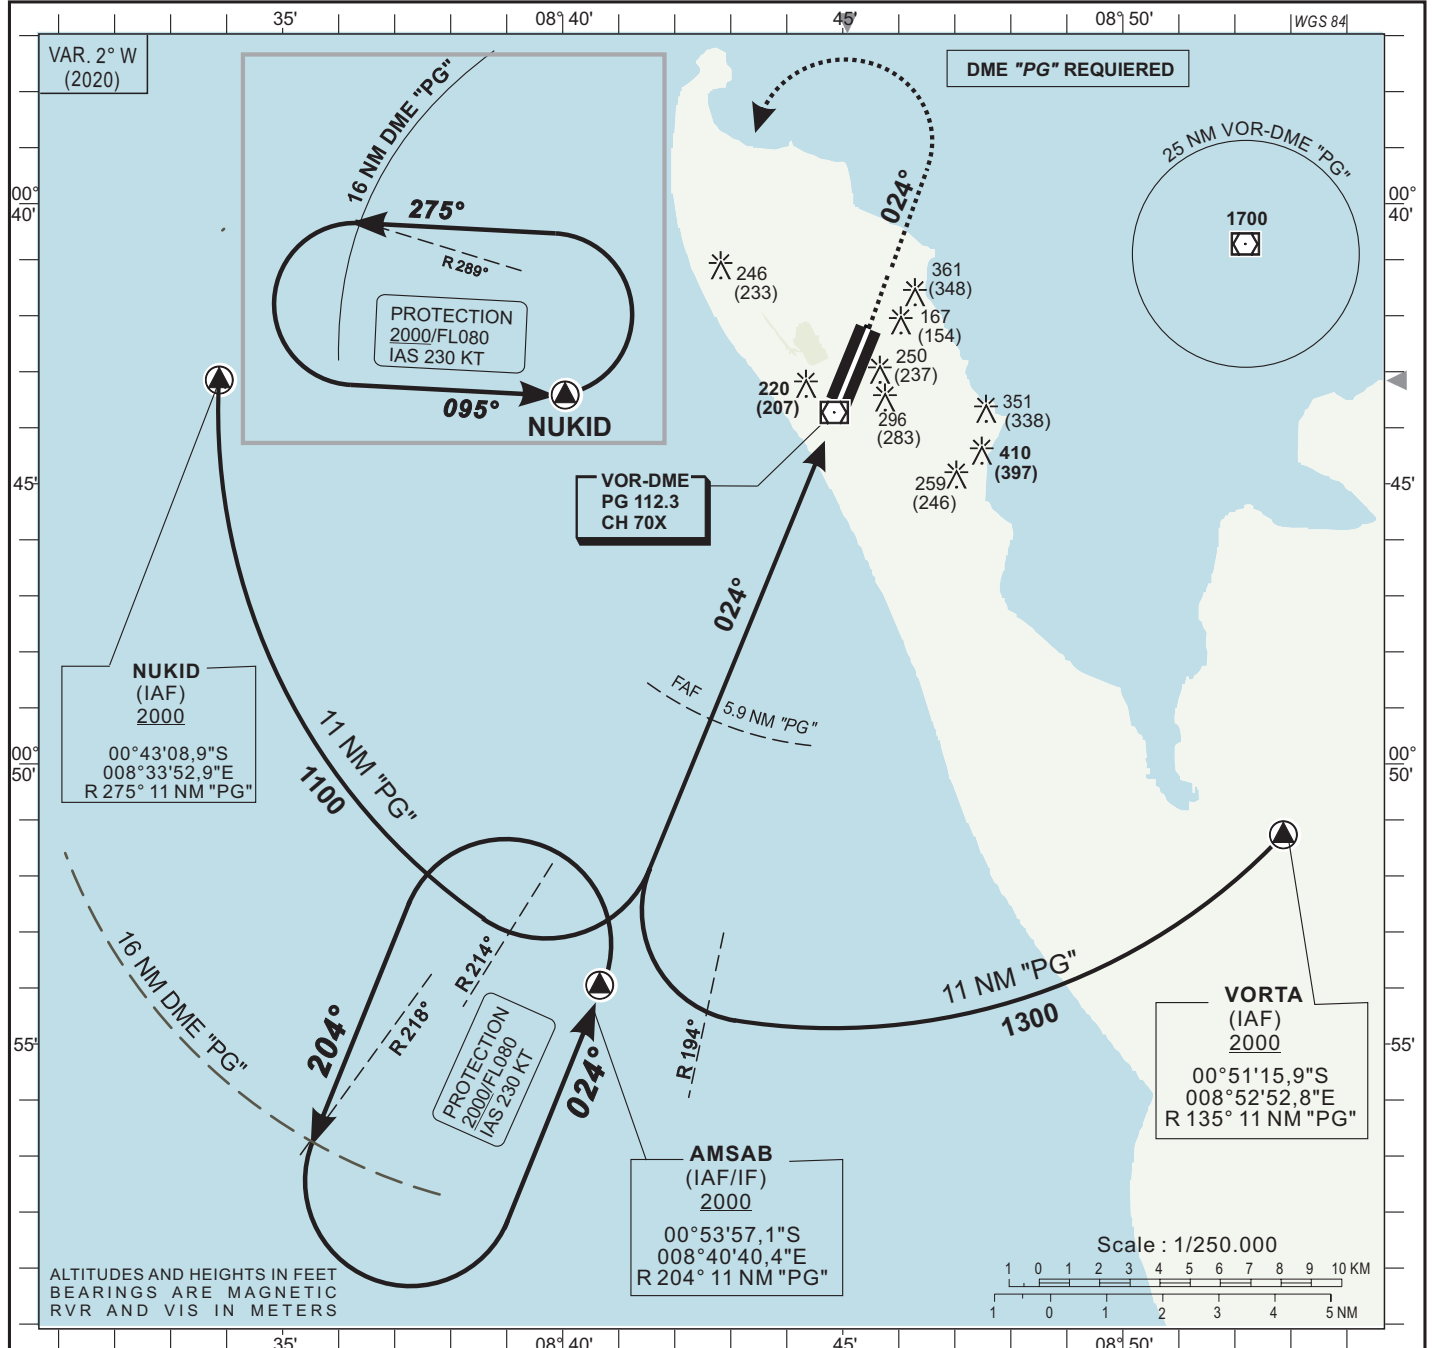 35'
08° 40'
45'
08° 50'
WGS 84
VAR. 2° W
(2020)
DME "PG" REQUIERED
16 NM DME "PG"
275°
R 289°
PROTECTION
2000/FL080
IAS 230 KT
095°
NUKID
25 NM VOR-DME "PG"
1700
00°
40'
00°
40'
024°
246
(233)
361
(348)
167
(154)
250
(237)
220
(207)
296
(283)
351
(338)
410
(397)
259
(246)
VOR-DME
PG 112.3
CH 70X
45'
45'
024°
NUKID
(IAF)
2000
00°43'08,9"S
008°33'52,9"E
R 275° 11 NM "PG"
FAF
5.9 NM "PG"
11 NM "PG"
1100
00°
50'
00°
50'
16 NM DME "PG"
204°
R 218°
R 214°
PROTECTION
2000/FL080
IAS 230 KT
024°
R 194°
11 NM "PG"
1300
VORTA
(IAF)
2000
00°51'15,9"S
008°52'52,8"E
R 135° 11 NM "PG"
55'
55'
AMSAB
(IAF/IF)
2000
00°53'57,1"S
008°40'40,4"E
R 204° 11 NM "PG"
ALTITUDES AND HEIGHTS IN FEET
BEARINGS ARE MAGNETIC
RVR AND VIS IN METERS
Scale : 1/250.000
1 0 1 2 3 4 5 6 7 8 9 10 KM
1 0 1 2 3 4 5 NM
35'
08° 40'
45'
08° 50'